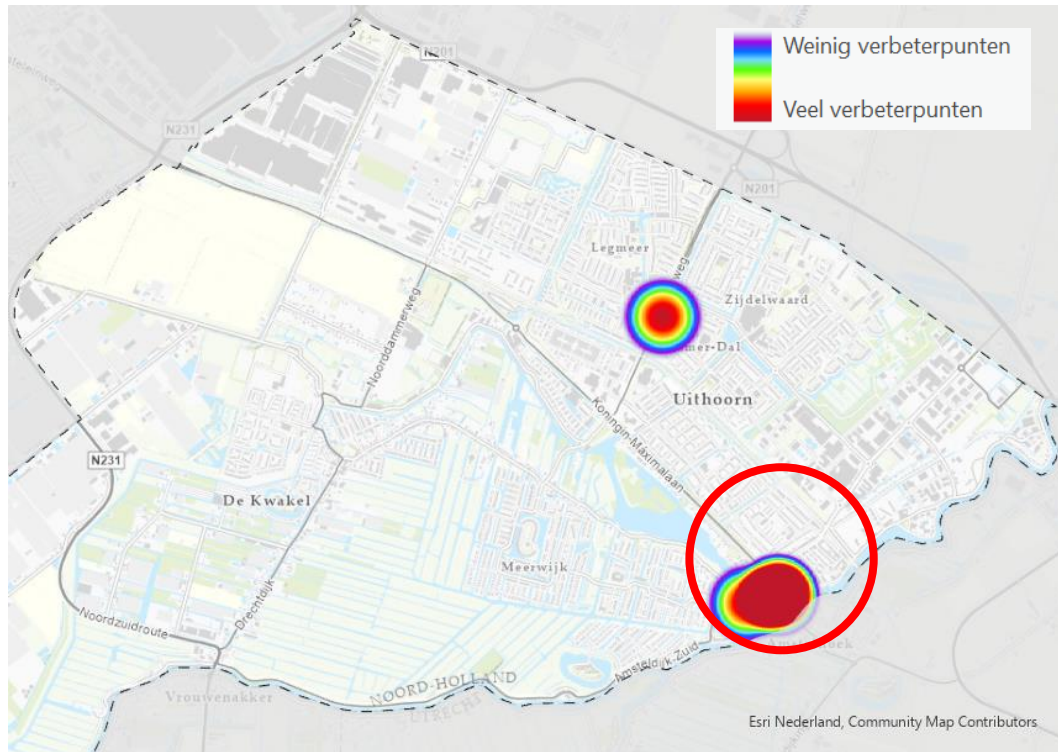 Weinig verbeterpunten
Veel verbeterpunten
N201
N231
N201
Legmeer
Zijdelwaard
Noorddammerweg
Uithoorn
Koningin-Máximalaan
N231
De Kwakel
Meerwijk
Drechtdijk
Noordzuidroute
Amsteldijk-Zuid
NOORD-HOLLAND
UTRECHT
Vrouwenakker
Esri Nederland, Community Map Contributors